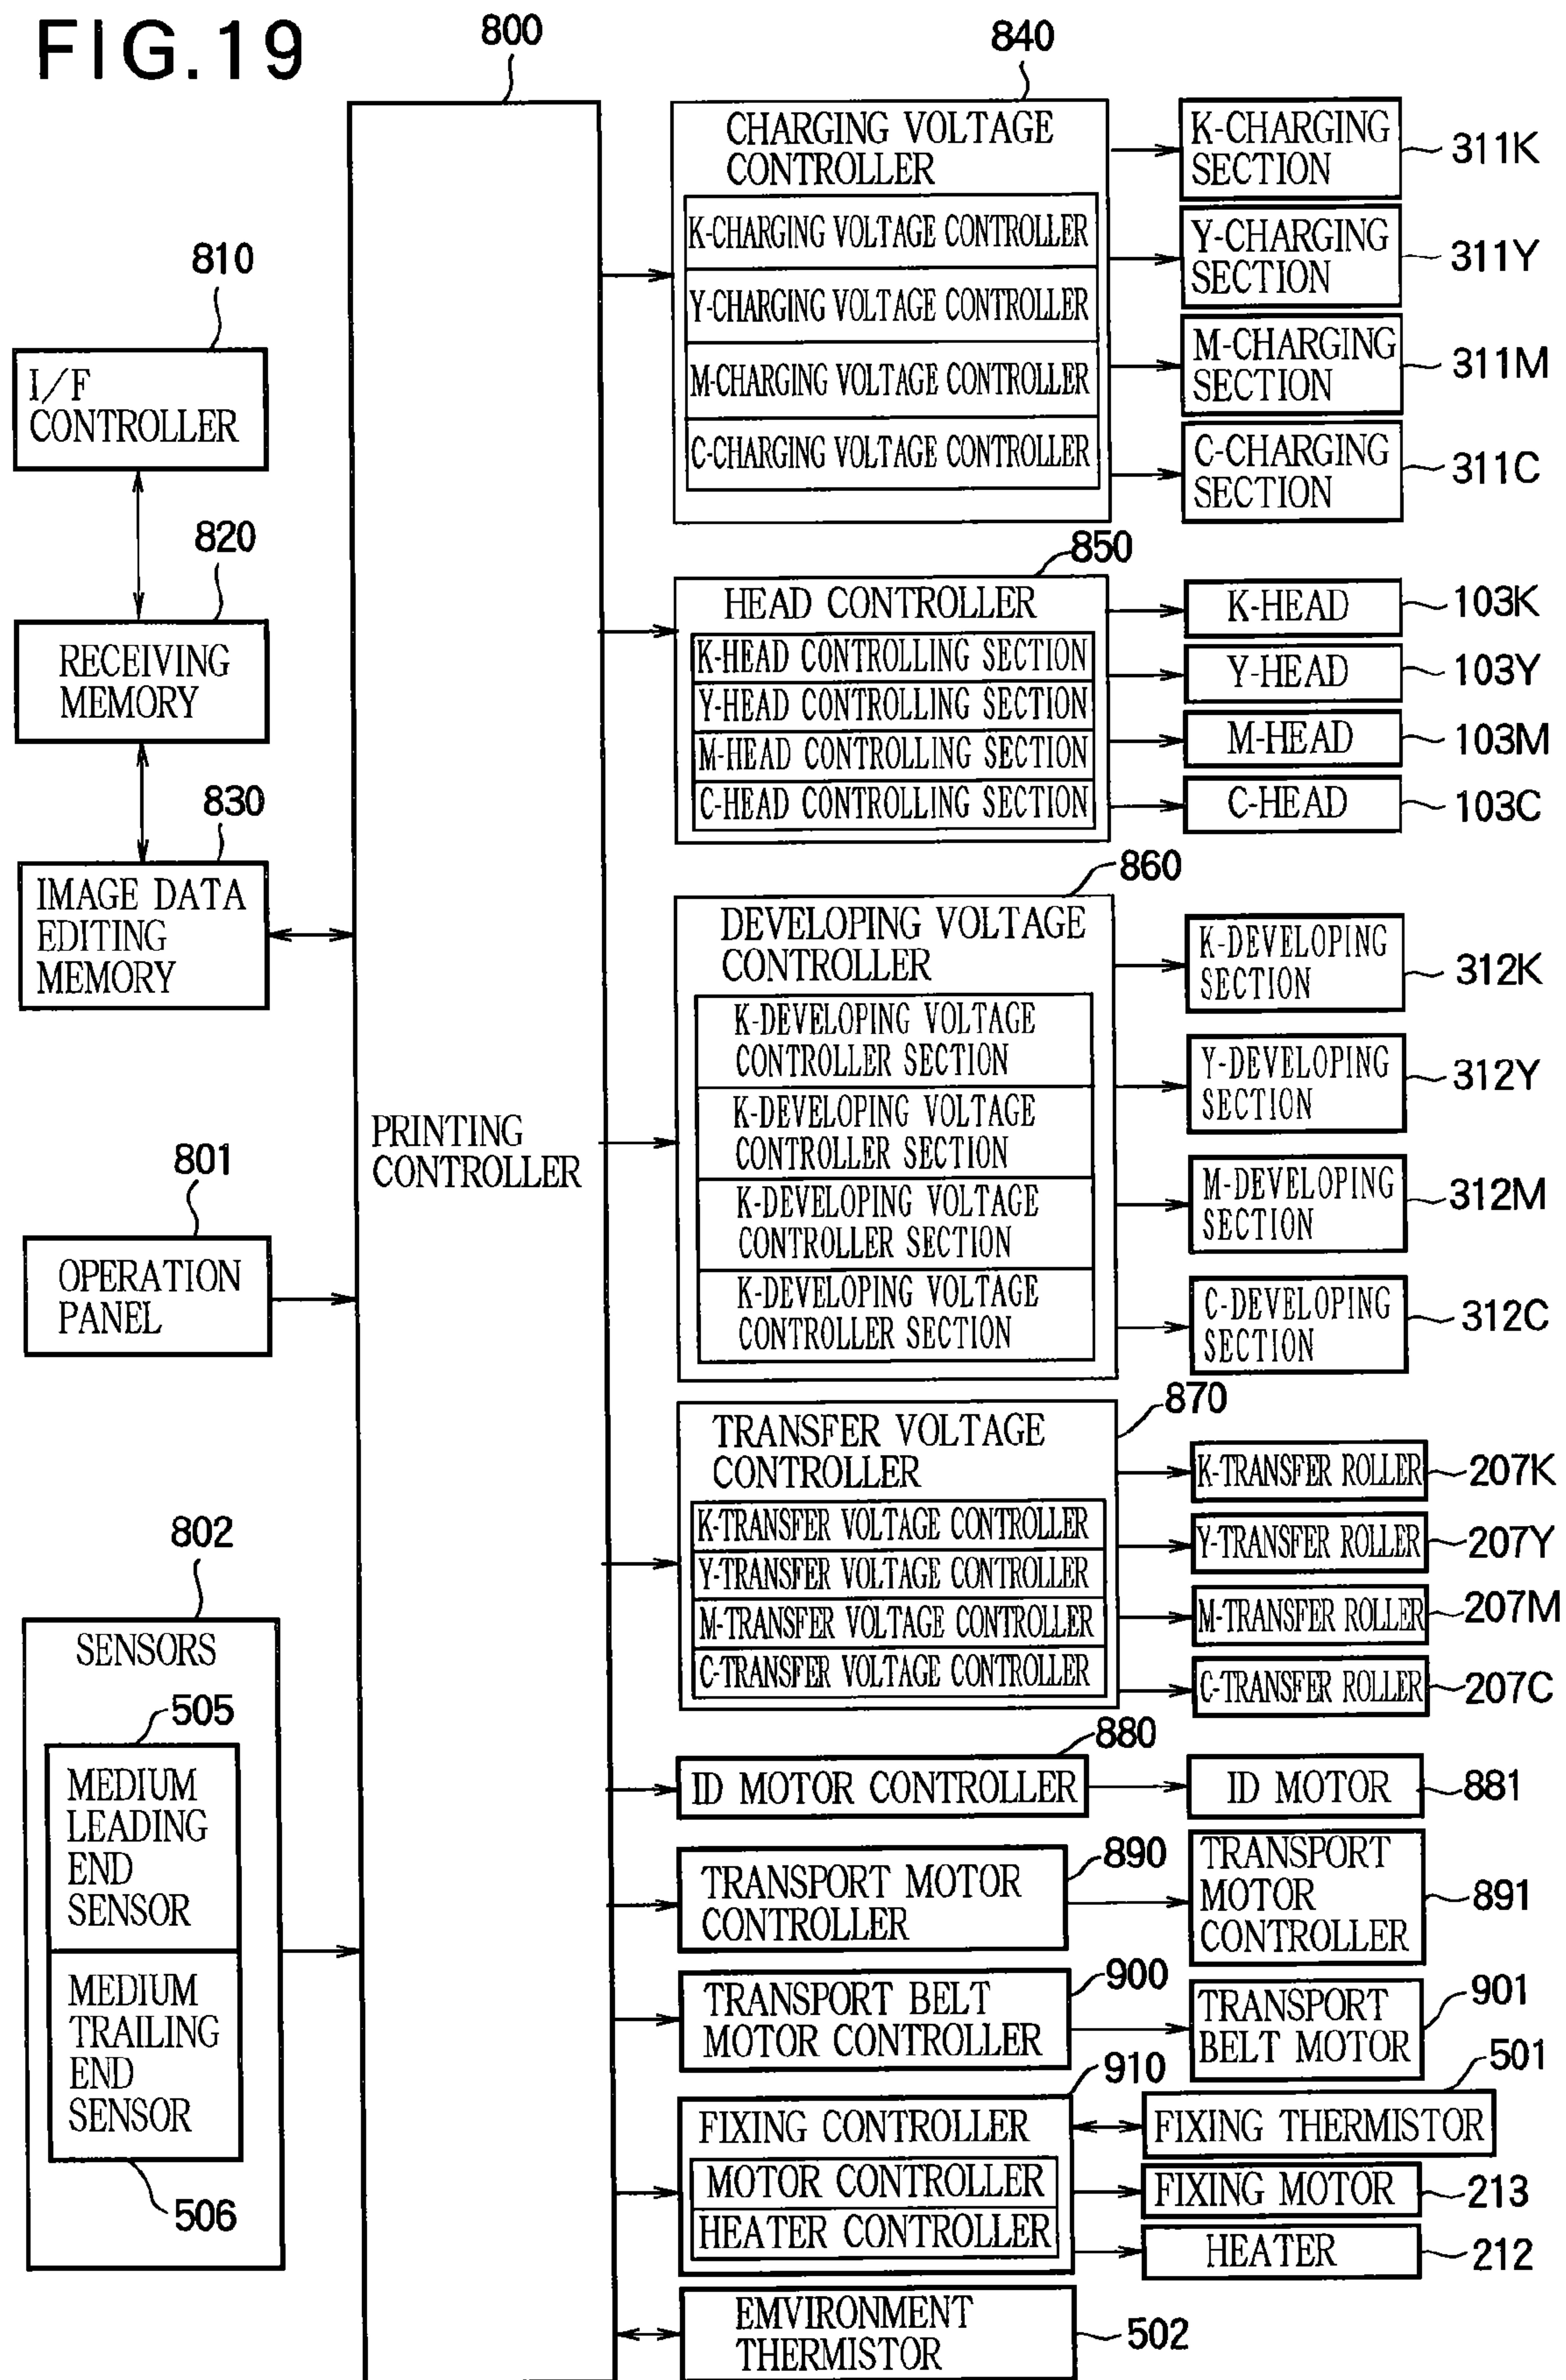 FIG.19
800
810
I/F
CONTROLLER
820
RECEIVING
MEMORY
830
IMAGE DATA
EDITING
MEMORY
801
OPERATION
PANEL
802
SENSORS
505
MEDIUM
LEADING
END
SENSOR
MEDIUM
TRAILING
END
SENSOR
506
PRINTING
CONTROLLER
840
CHARGING VOLTAGE
CONTROLLER
K-CHARGING VOLTAGE CONTROLLER
Y-CHARGING VOLTAGE CONTROLLER
M-CHARGING VOLTAGE CONTROLLER
C-CHARGING VOLTAGE CONTROLLER
K-CHARGING
SECTION
311K
Y-CHARGING
SECTION
311Y
M-CHARGING
SECTION
311M
C-CHARGING
SECTION
311C
850
HEAD CONTROLLER
K-HEAD CONTROLLING SECTION
Y-HEAD CONTROLLING SECTION
M-HEAD CONTROLLING SECTION
C-HEAD CONTROLLING SECTION
K-HEAD
103K
Y-HEAD
103Y
M-HEAD
103M
C-HEAD
103C
860
DEVELOPING VOLTAGE
CONTROLLER
K-DEVELOPING VOLTAGE
CONTROLLER SECTION
K-DEVELOPING VOLTAGE
CONTROLLER SECTION
K-DEVELOPING VOLTAGE
CONTROLLER SECTION
K-DEVELOPING VOLTAGE
CONTROLLER SECTION
K-DEVELOPING
SECTION
312K
Y-DEVELOPING
SECTION
312Y
M-DEVELOPING
SECTION
312M
C-DEVELOPING
SECTION
312C
870
TRANSFER VOLTAGE
CONTROLLER
K-TRANSFER VOLTAGE CONTROLLER
Y-TRANSFER VOLTAGE CONTROLLER
M-TRANSFER VOLTAGE CONTROLLER
C-TRANSFER VOLTAGE CONTROLLER
K-TRANSFER ROLLER
207K
Y-TRANSFER ROLLER
207Y
M-TRANSFER ROLLER
207M
C-TRANSFER ROLLER
207C
880
ID MOTOR CONTROLLER
ID MOTOR
881
890
TRANSPORT MOTOR
CONTROLLER
TRANSPORT
MOTOR
CONTROLLER
891
900
TRANSPORT BELT
MOTOR CONTROLLER
TRANSPORT
BELT MOTOR
901
910
FIXING CONTROLLER
MOTOR CONTROLLER
HEATER CONTROLLER
501
FIXING THERMISTOR
FIXING MOTOR
213
HEATER
212
EMVIRONMENT
THERMISTOR
502